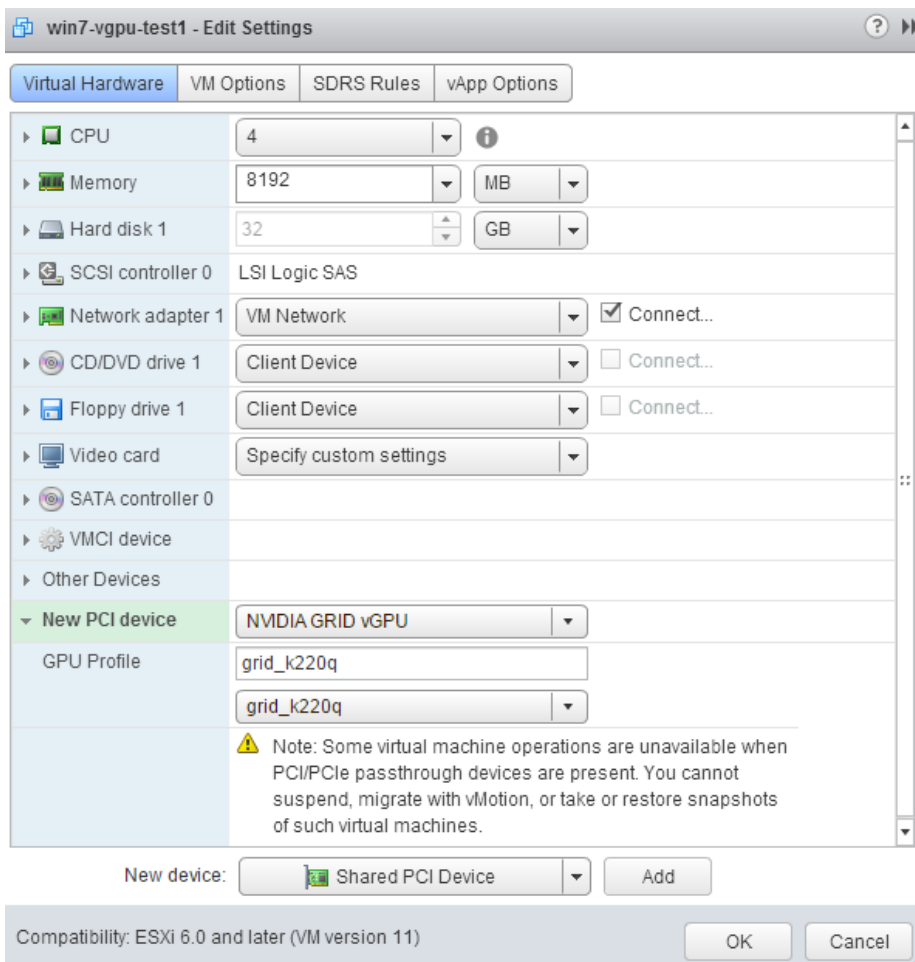 win7-vgpu-test1 - Edit Settings ?
Virtual Hardware VM Options SDRS Rules vApp Options
CPU 4
Memory 8192 MB
Hard disk 1 32 GB
SCSI controller 0 LSI Logic SAS
Network adapter 1 VM Network Connect...
CD/DVD drive 1 Client Device Connect...
Floppy drive 1 Client Device Connect...
Video card Specify custom settings
SATA controller 0
VMCI device
Other Devices
New PCI device NVIDIA GRID vGPU
GPU Profile grid_k220q
grid_k220q
Note: Some virtual machine operations are unavailable when
PCI/PCIe passthrough devices are present. You cannot
suspend, migrate with vMotion, or take or restore snapshots
of such virtual machines.
New device: Shared PCI Device Add
Compatibility: ESXi 6.0 and later (VM version 11) OK Cancel